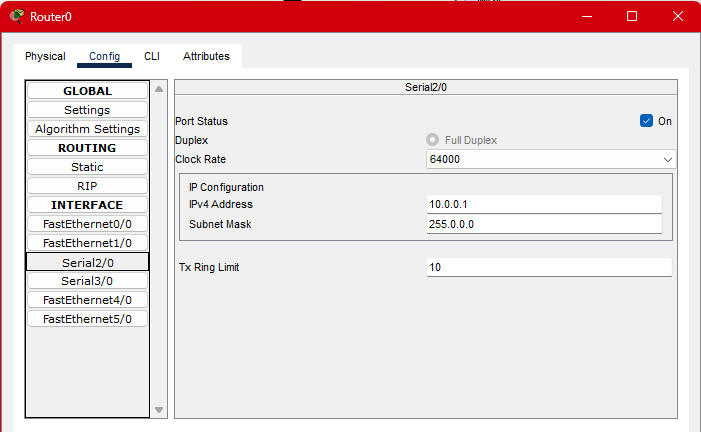 Router0
Physical Config CLI Attributes
GLOBAL
Settings
Algorithm Settings
ROUTING
Static
RIP
INTERFACE
FastEthernet0/0
FastEthernet1/0
Serial2/0
Serial3/0
FastEthernet4/0
FastEthernet5/0
Serial2/0
Port Status On
Duplex Full Duplex
Clock Rate 64000
IP Configuration
IPv4 Address 10.0.0.1
Subnet Mask 255.0.0.0
Tx Ring Limit 10